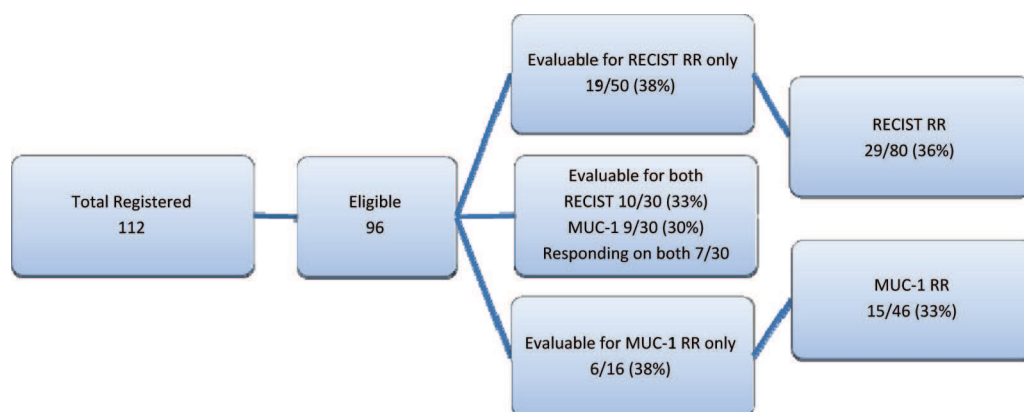 Total Registered
112
Eligible
96
Evaluable for RECIST RR only
19/50 (38%)
Evaluable for both
RECIST 10/30 (33%)
MUC-1 9/30 (30%)
Responding on both 7/30
Evaluable for MUC-1 RR only
6/16 (38%)
RECIST RR
29/80 (36%)
MUC-1 RR
15/46 (33%)